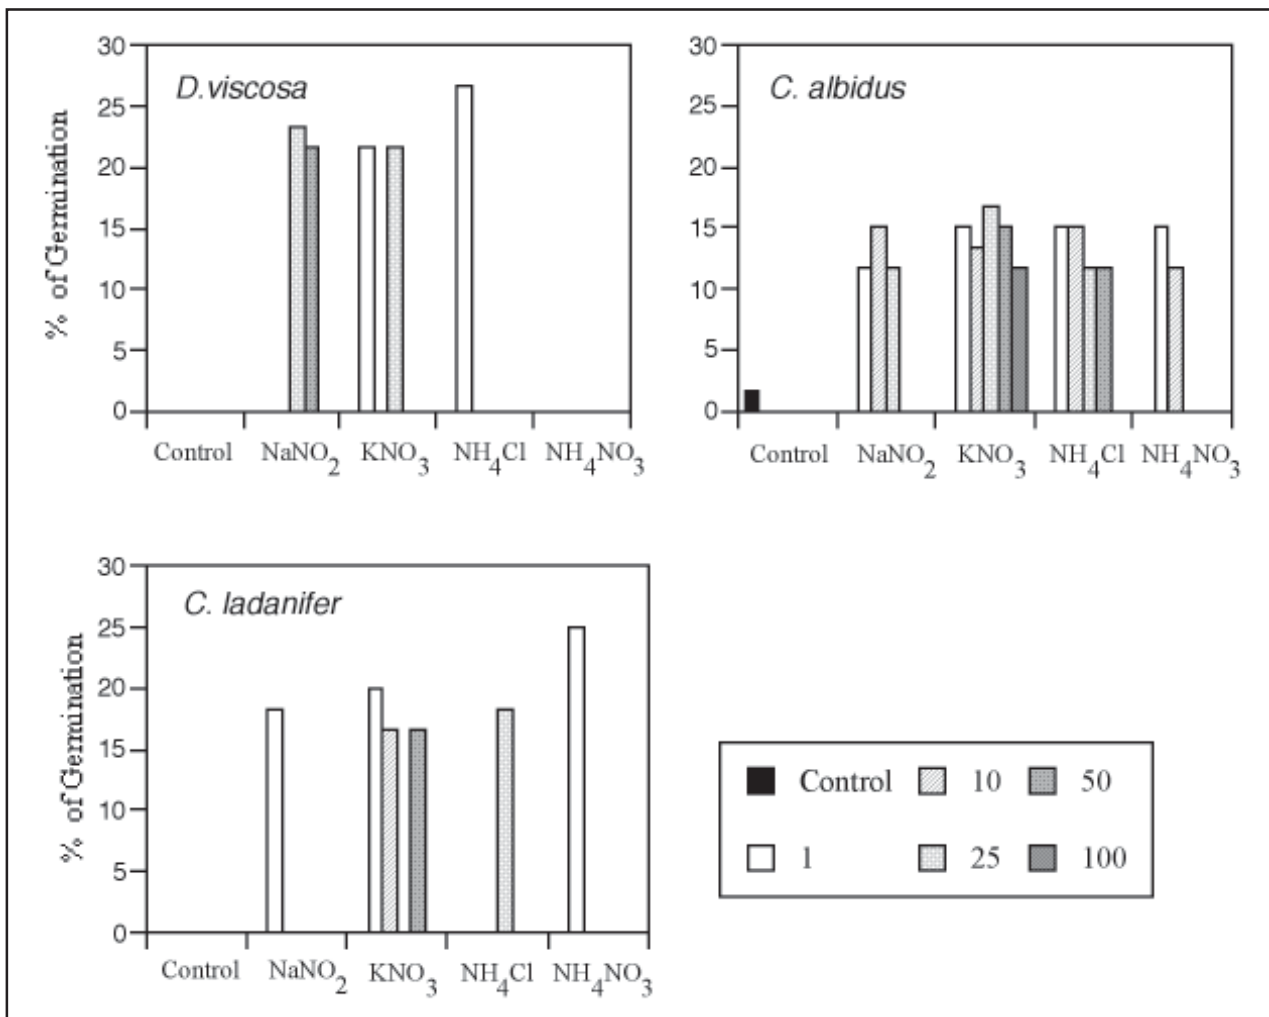 D.viscosa
% of Germination
30
25
20
15
10
5
0
Control NaNO2 KNO3 NH4Cl NH4NO3
C. albidus
30
25
20
15
10
5
0
Control NaNO2 KNO3 NH4Cl NH4NO3
C. ladanifer
% of Germination
30
25
20
15
10
5
0
Control NaNO2 KNO3 NH4Cl NH4NO3
Control 10 50
1 25 100